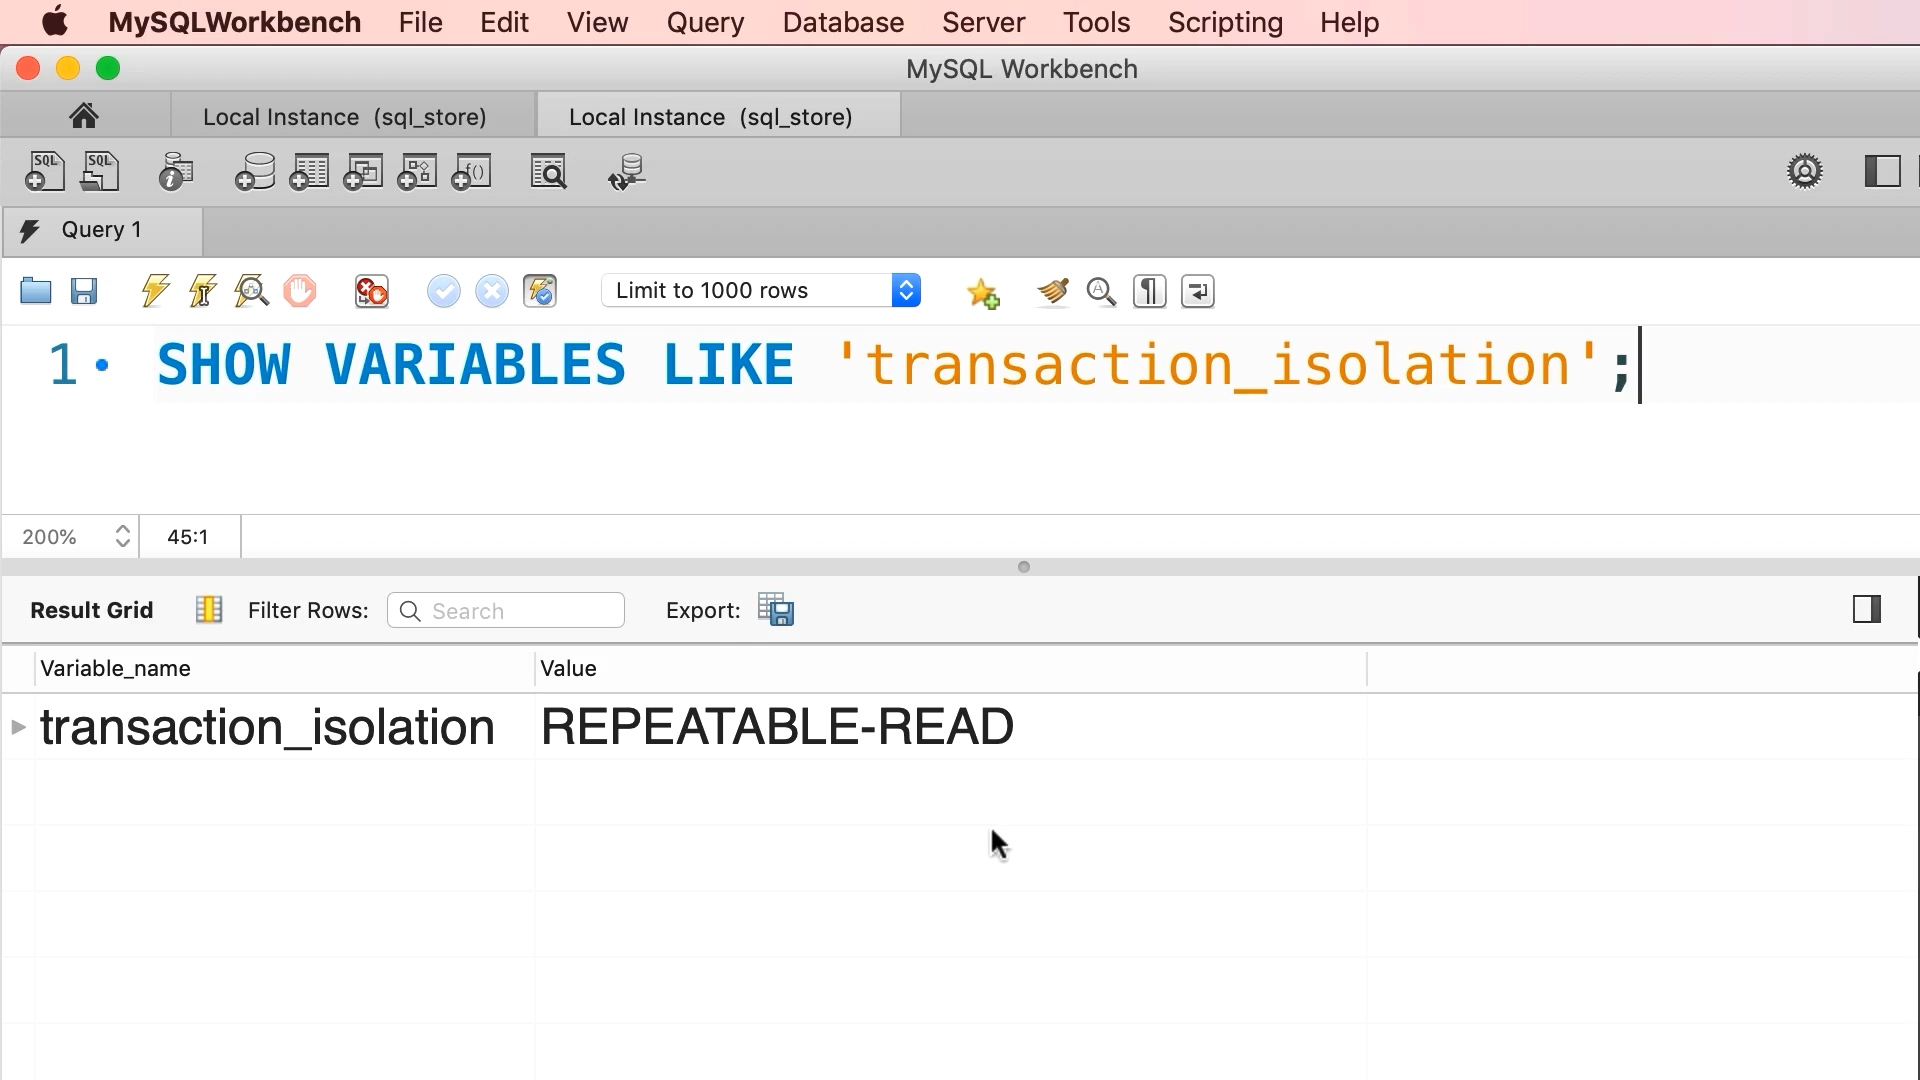 MySQLWorkbench File Edit View Query Database Server Tools Scripting Help
MySQL Workbench
Local Instance (sql_store) Local Instance (sql_store)
SQL SQL
Query 1
Limit to 1000 rows
1 SHOW VARIABLES LIKE 'transaction_isolation';
200% 45:1
Result Grid Filter Rows: Search Export:
Variable_name Value
transaction_isolation REPEATABLE-READ